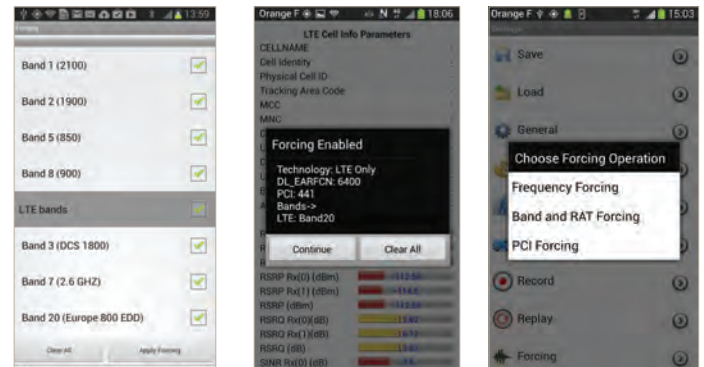 13:59
Band 1 (2100)
Band 2 (1900)
Band 5 (850)
Band 8 (900)
LTE bands
Band 3 (DCS 1800)
Band 7 (2.6 GHZ)
Band 20 (Europe 800 EDD)
Clear All
Apply Forcing
Orange F
18:06
LTE Cell Info Parameters
CELLNAME
Cell Identity
Physical Cell ID
Tracking Area Code
MCC
MNC
Forcing Enabled
Technology: LTE Only
DL_EARFCN: 6400
PCI: 441
Bands->
LTE: Band20
Continue
Clear All
RSRP Rx(0) (dBm)
RSRP Rx(1) (dBm)
RSRP (dBm)
RSRQ Rx(0)(dB)
RSRQ Rx(1)(dB)
RSRQ (dB)
SINR Rx(0) (dB)
Orange F
15:03
Save
Load
General
Choose Forcing Operation
Frequency Forcing
Band and RAT Forcing
PCI Forcing
Record
Replay
Forcing